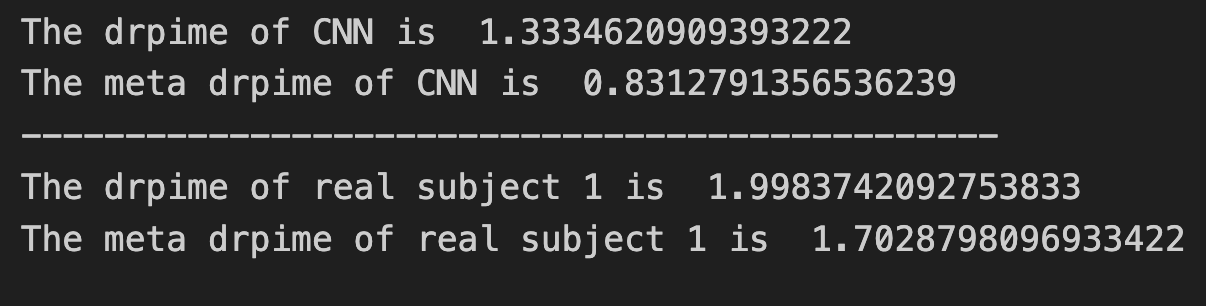 The drpime of CNN is  1.3334620909393222
The meta drpime of CNN is  0.8312791356536239
-----------------------------------------------
The drpime of real subject 1 is  1.9983742092753833
The meta drpime of real subject 1 is  1.7028798096933422